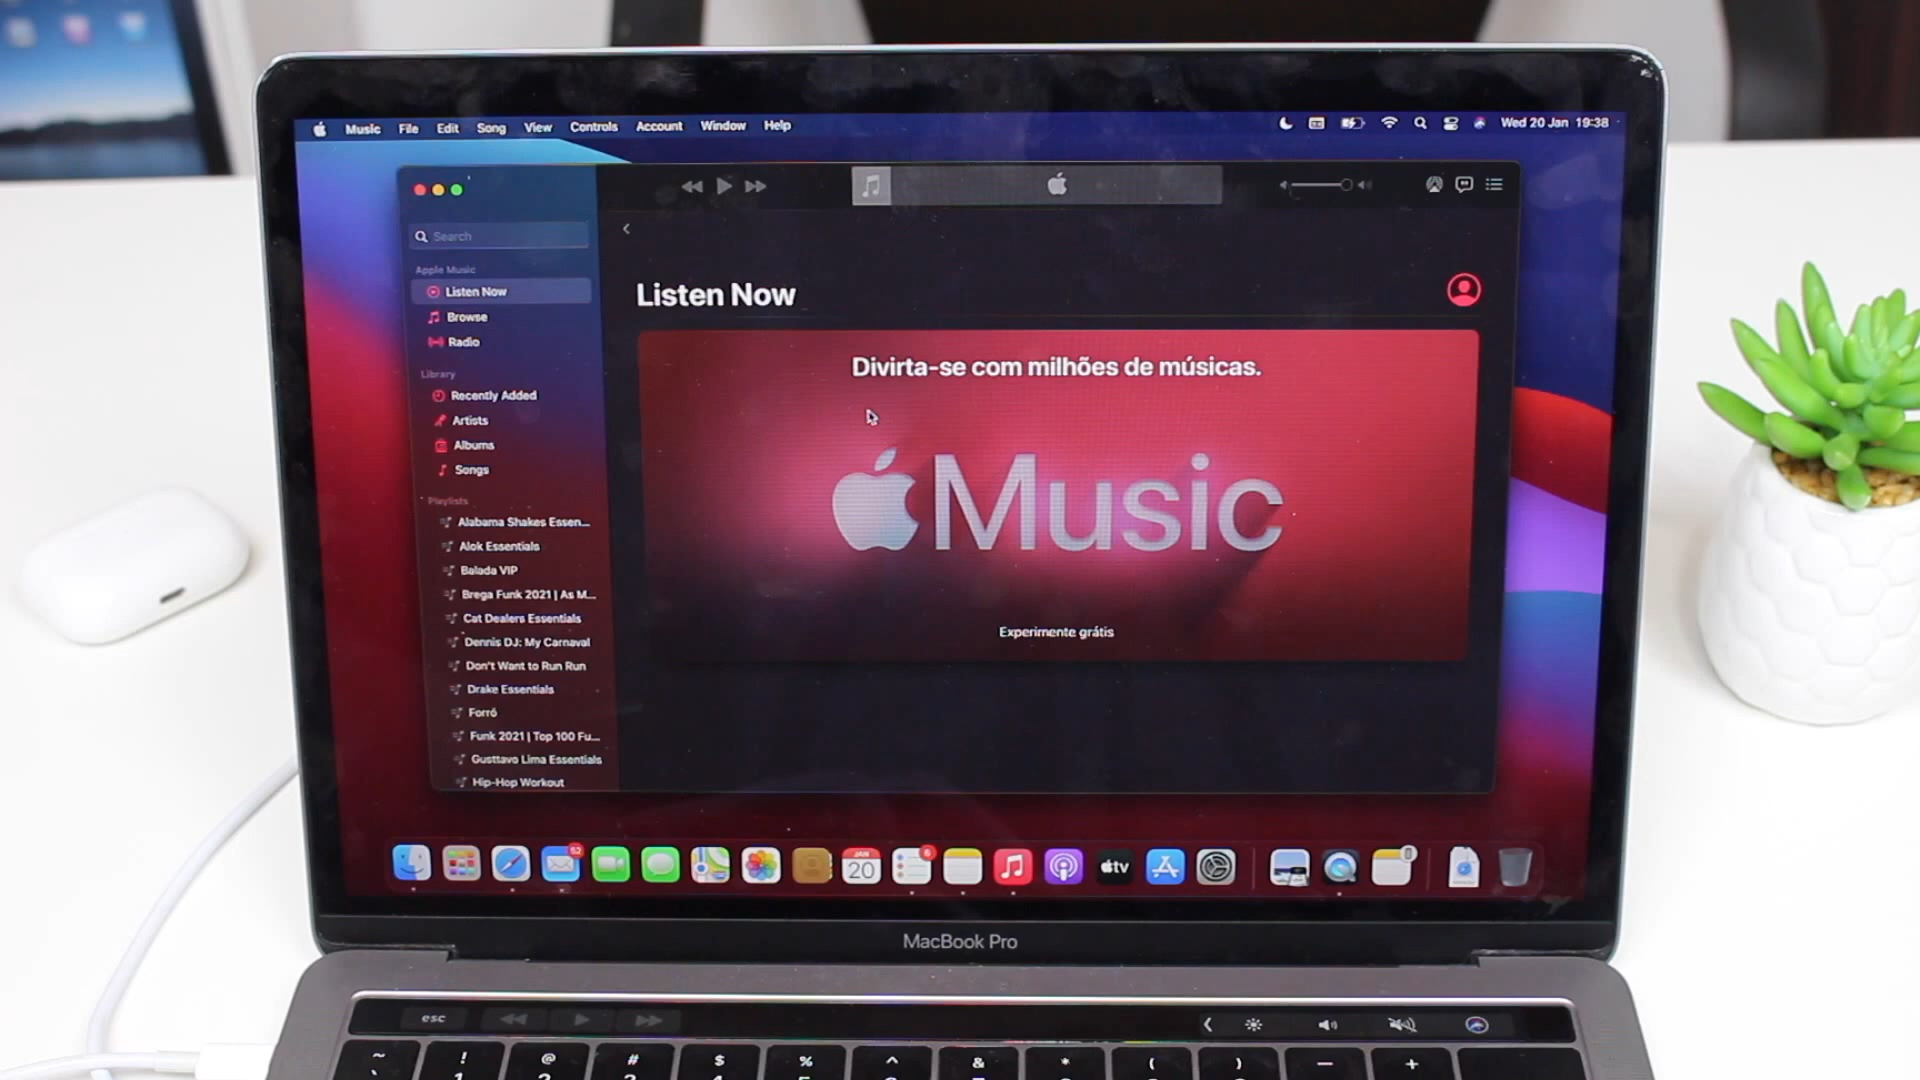 Music File Edit Song View Controls Account Window Help
Wed 20 Jan 19:38
Search
Apple Music
Listen Now
Browse
Radio
Library
Recently Added
Artists
Albums
Songs
Playlists
Alabama Shakes Essen...
Alok Essentials
Balada VIP
Brega Funk 2021 | As M...
Cat Dealers Essentials
Dennis DJ: My Carnaval
Don't Want to Run Run
Drake Essentials
Forró
Funk 2021 | Top 100 Fu...
Gusttavo Lima Essentials
Hip-Hop Workout
Listen Now
Divirta-se com milhões de músicas.
Music
Experimente grátis
52
JAN
20
6
tv
MacBook Pro
esc
~ ! @ # $ % ^ & * ( ) — +